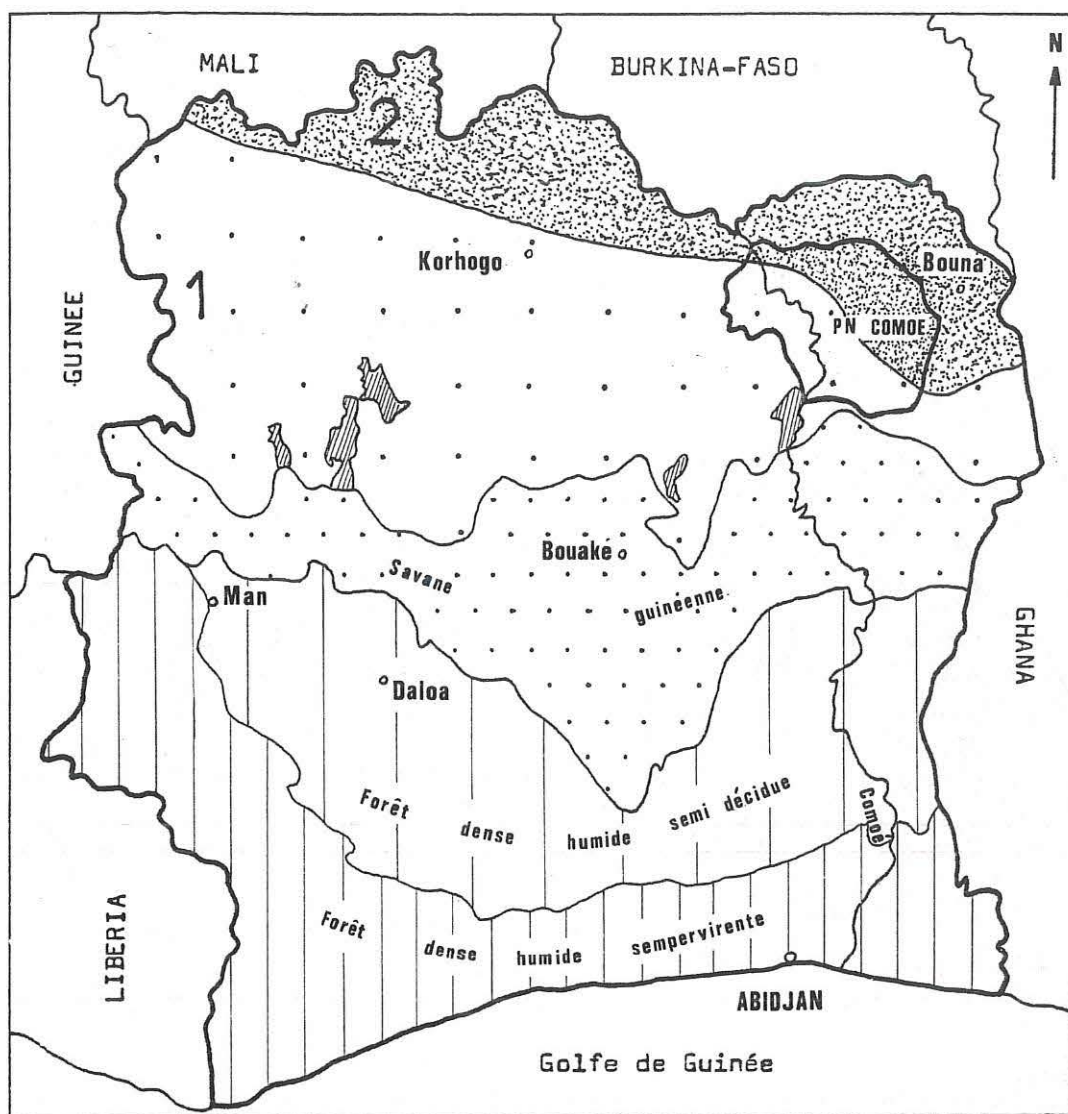 N
MALI
BURKINA-FASO
2
Korhogo
Bouna
1
PN COMOE
GUINEE
Bouake
Savane guinéenne
Man
GHANA
Daloa
Forêt dense humide semi décidue
Comoé
Forêt dense humide sempervirente
LIBERIA
ABIDJAN
Golfe de Guinée